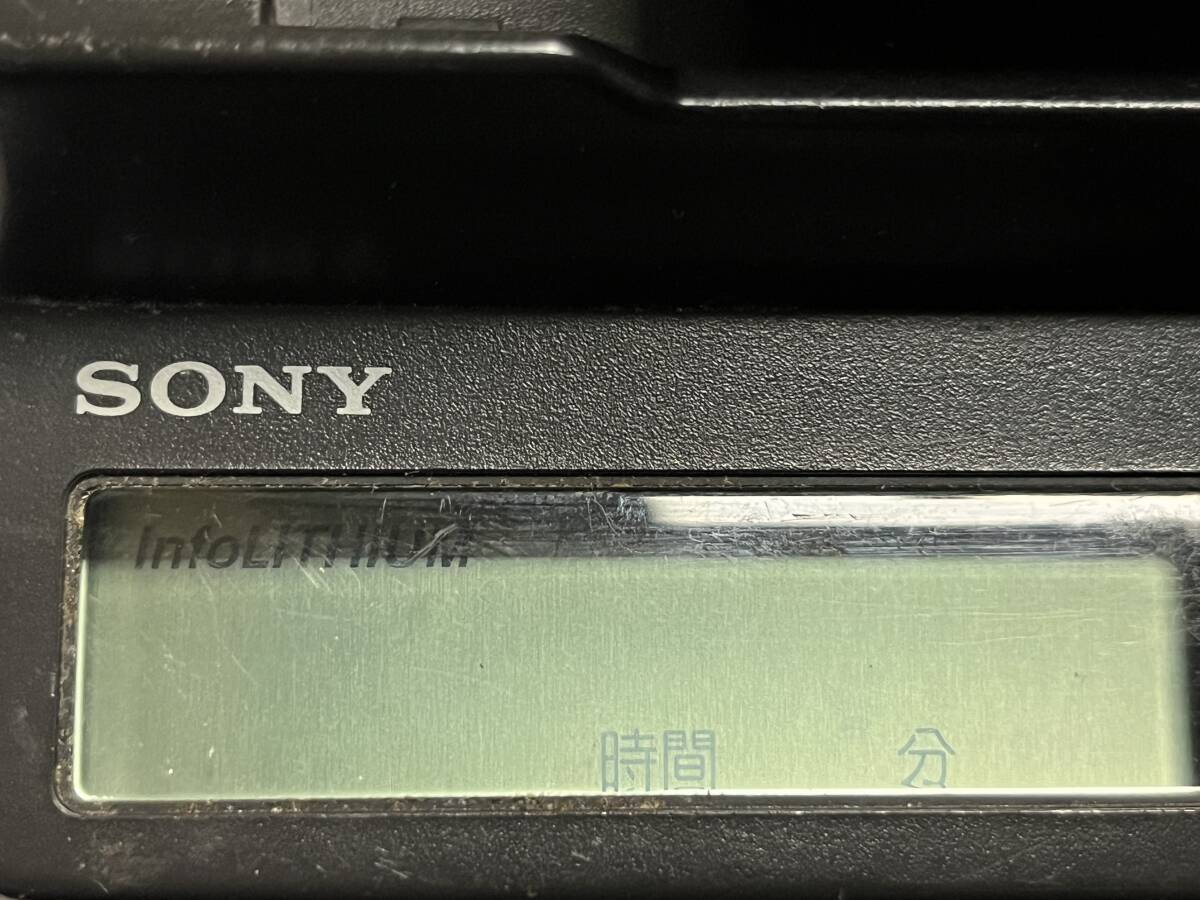 SONY
InfoLITHIUM
時間 分